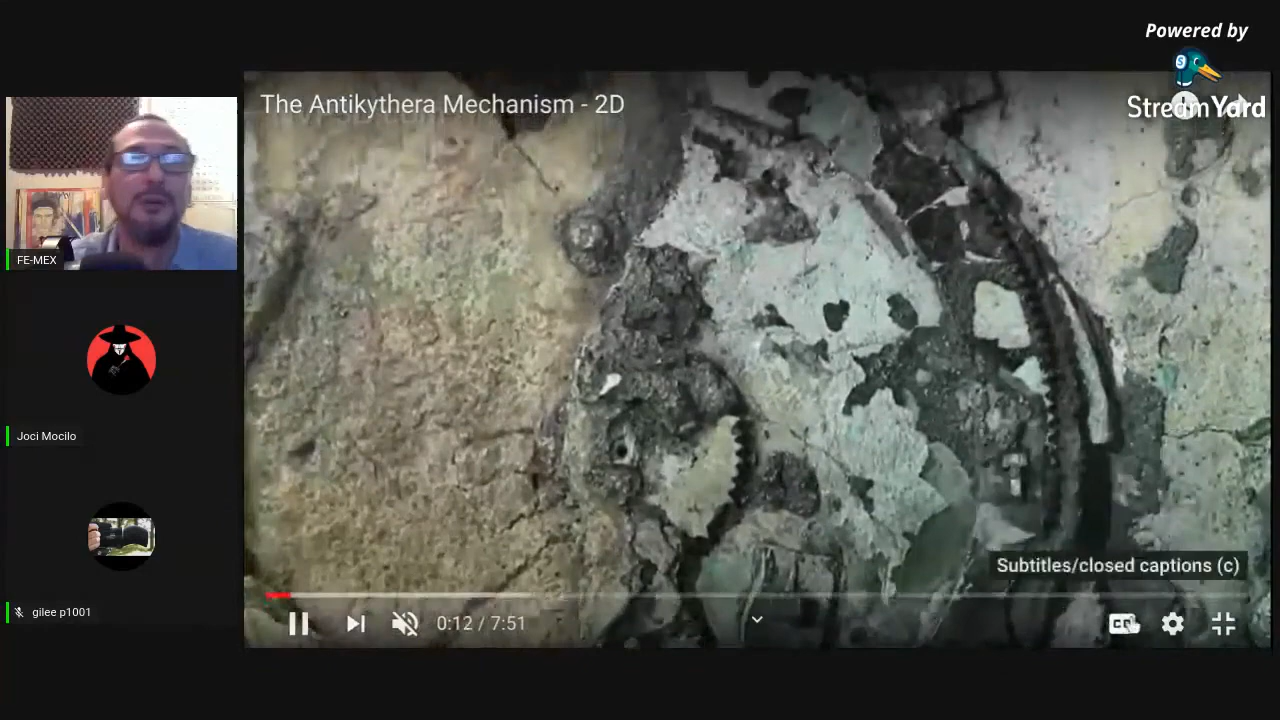 Powered by
StreamYard
The Antikythera Mechanism - 2D
FE-MEX
Joci Mocilo
gilee p1001
Subtitles/closed captions (c)
0:12 / 7:51
CC